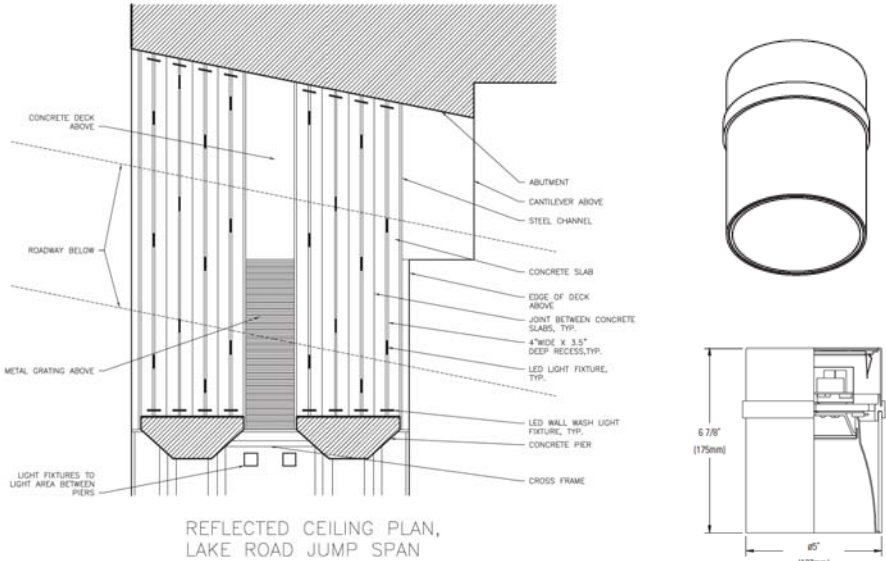 CONCRETE DECK
ABOVE
ROADWAY BELOW
METAL GRATING ABOVE
LIGHT FIXTURES TO
LIGHT AREA BETWEEN
PIERS
ABUTMENT
CANTILEVER ABOVE
STEEL CHANNEL
CONCRETE SLAB
EDGE OF DECK
ABOVE
JOINT BETWEEN CONCRETE
SLABS, TYP.
4"WIDE X 3.5"
DEEP RECESS,TYP.
LED LIGHT FIXTURE,
TYP.
LED WALL WASH LIGHT
FIXTURE, TYP.
CONCRETE PIER
CROSS FRAME
REFLECTED CEILING PLAN,
LAKE ROAD JUMP SPAN
6 7/8"
(175mm)
ø5"